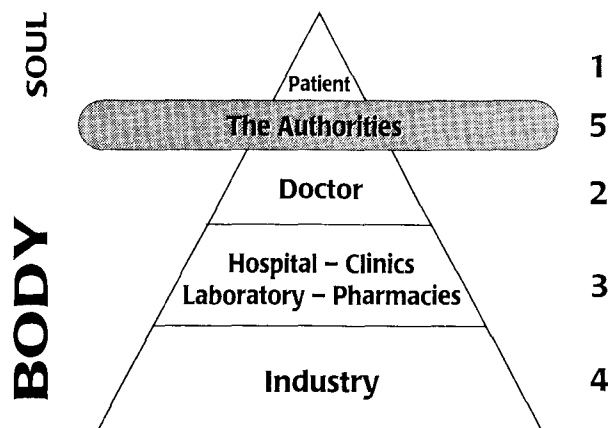 SOUL
Patient
1
The Authorities
5
Doctor
2
BODY
Hospital – Clinics
Laboratory – Pharmacies
3
Industry
4